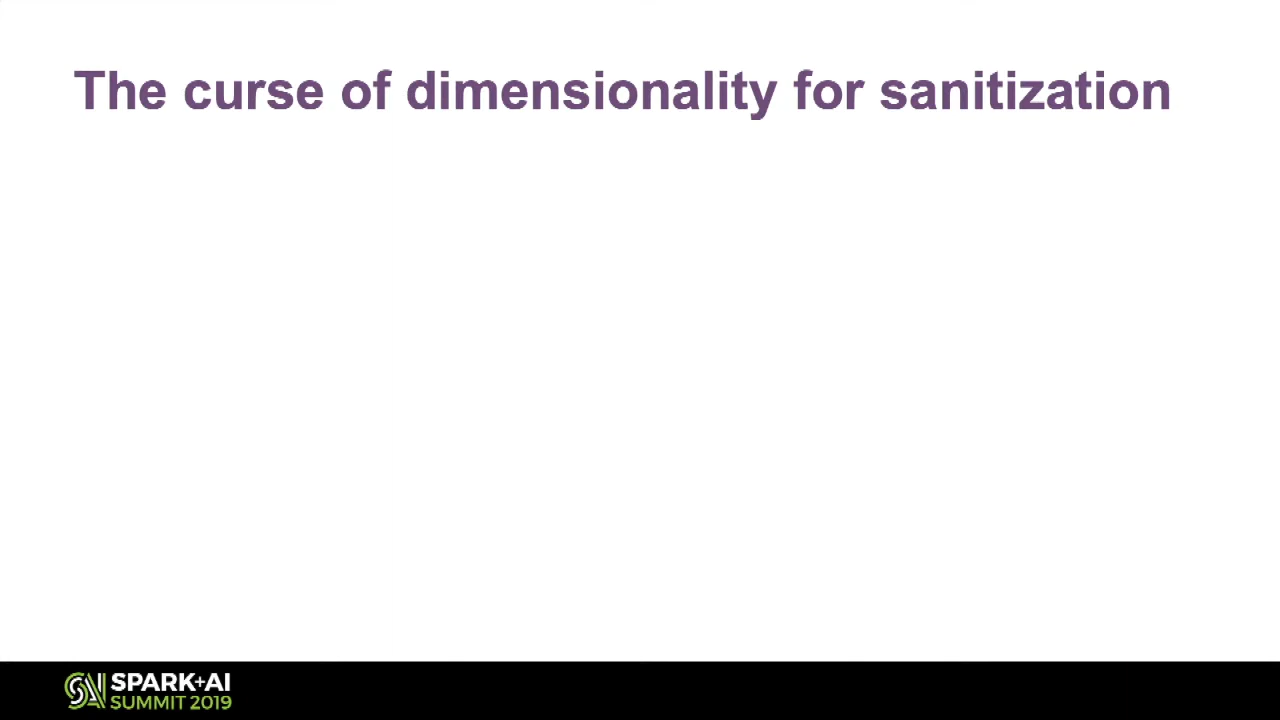 The curse of dimensionality for sanitization
SPARK+AI
SUMMIT 2019